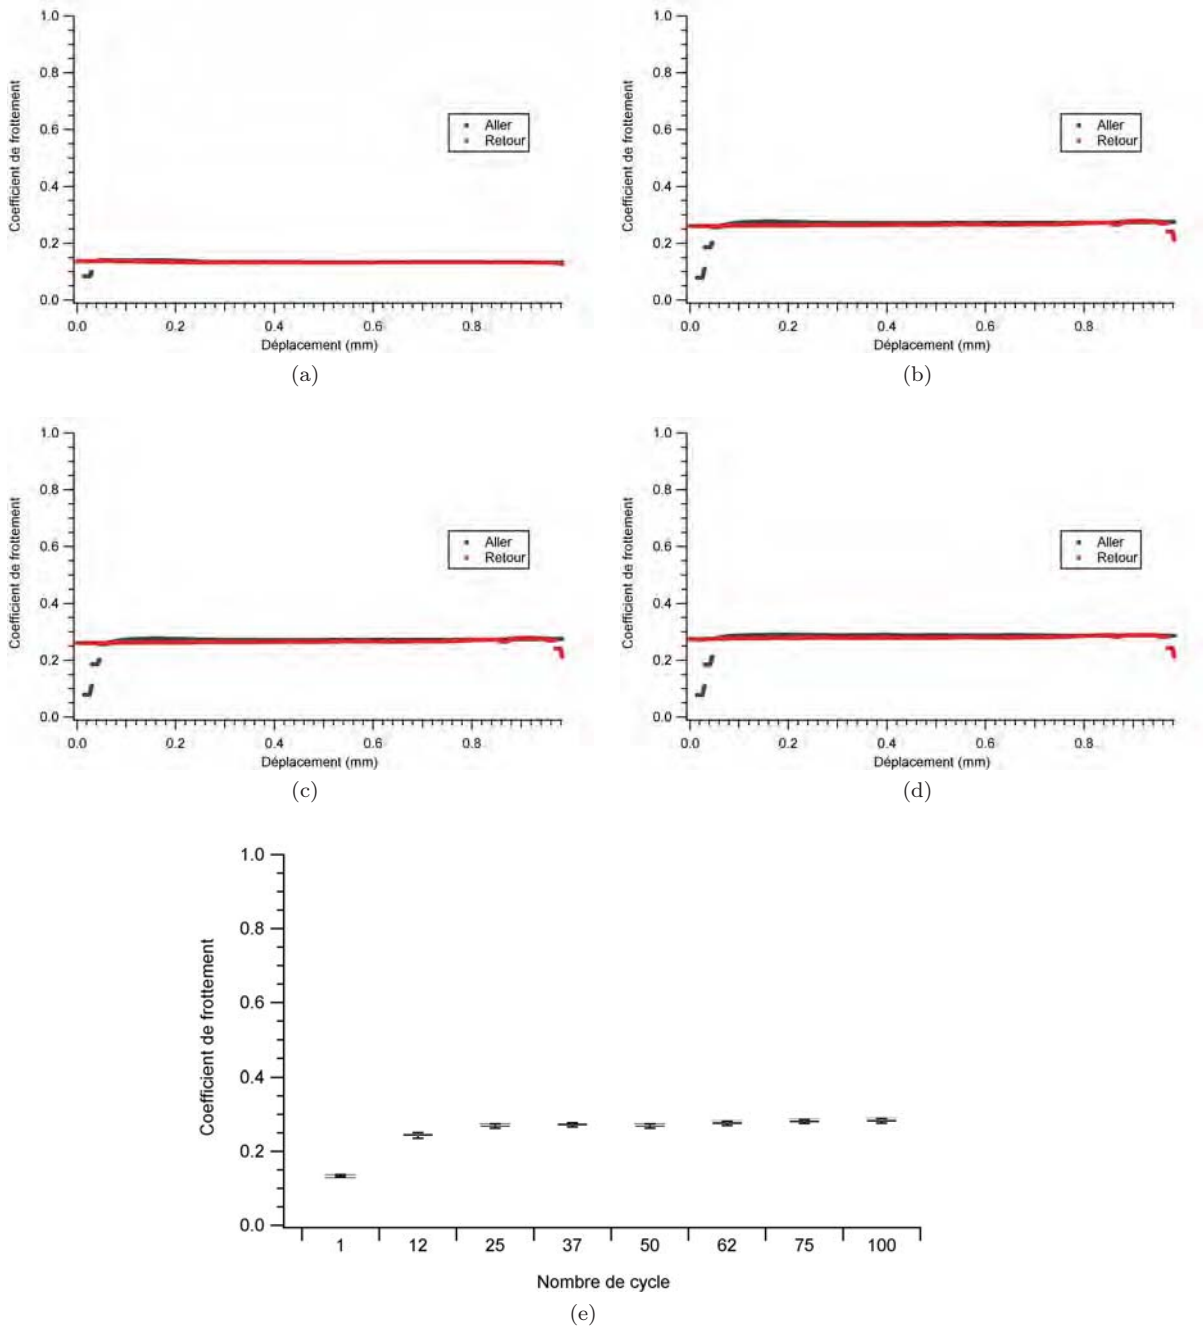 1.0
0.8
0.6
0.4
0.2
0.0
Coefficient de frottement
Aller
Retour
0.0 0.2 0.4 0.6 0.8
Déplacement (mm)
(a)
1.0
0.8
0.6
0.4
0.2
0.0
Coefficient de frottement
Aller
Retour
0.0 0.2 0.4 0.6 0.8
Déplacement (mm)
(b)
1.0
0.8
0.6
0.4
0.2
0.0
Coefficient de frottement
Aller
Retour
0.0 0.2 0.4 0.6 0.8
Déplacement (mm)
(c)
1.0
0.8
0.6
0.4
0.2
0.0
Coefficient de frottement
Aller
Retour
0.0 0.2 0.4 0.6 0.8
Déplacement (mm)
(d)
1.0
0.8
0.6
0.4
0.2
0.0
Coefficient de frottement
1 12 25 37 50 62 75 100
Nombre de cycle
(e)